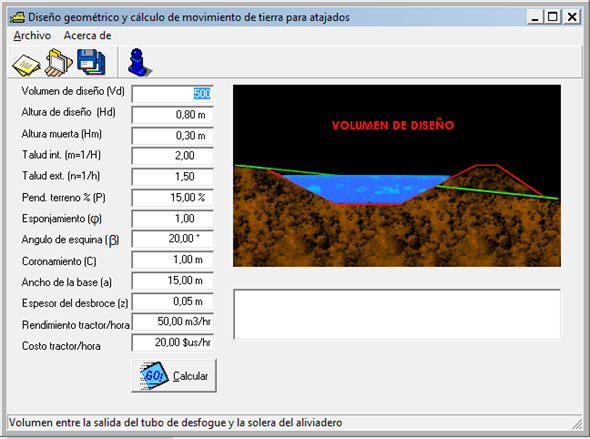 Diseño geométrico y cálculo de movimiento de tierra para atajados
Archivo Acerca de
Volumen de diseño (Vd) 500
Altura de diseño (Hd) 0,80 m
Altura muerta (Hm) 0,30 m
Talud int. (m=1/H) 2,00
Talud ext. (n=1/h) 1,50
Pend. terreno % (P) 15,00 %
Esponjamiento (φ) 1,00
Angulo de esquina (β) 20,00 °
Coronamiento (C) 1,00 m
Ancho de la base (a) 15,00 m
Espesor del desbroce (z) 0,05 m
Rendimiento tractor/hora 50,00 m3/hr
Costo tractor/hora 20,00 $us/hr
VOLUMEN DE DISEÑO
GO! Calcular
Volumen entre la salida del tubo de desfogue y la solera del aliviadero